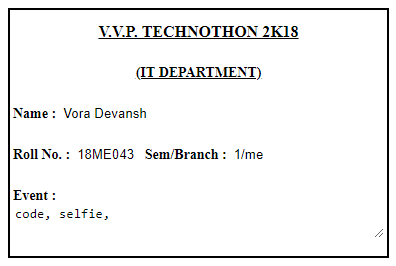 V.V.P. TECHNOTHON 2K18
(IT DEPARTMENT)
Name : Vora Devansh
Roll No. : 18ME043 Sem/Branch : 1/me
Event :
code, selfie,